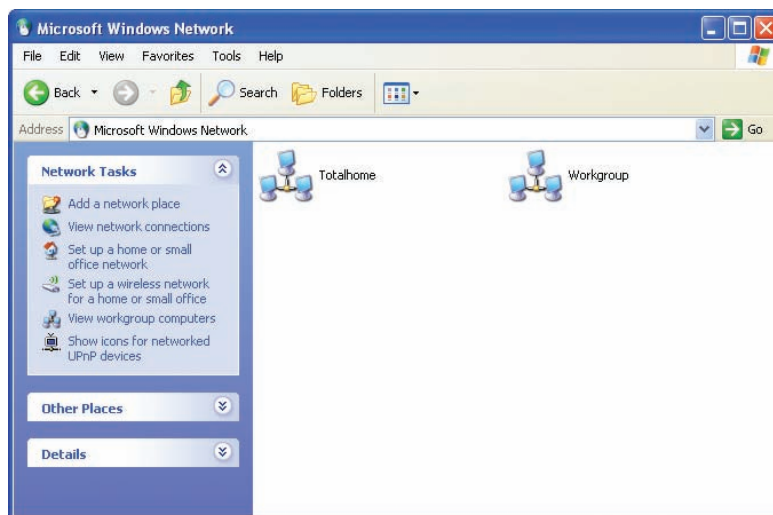 Microsoft Windows Network
File Edit View Favorites Tools Help
Back Search Folders
Address Microsoft Windows Network Go
Network Tasks
Add a network place
View network connections
Set up a home or small
office network
Set up a wireless network
for a home or small office
View workgroup computers
Show icons for networked
UPnP devices
Other Places
Details
Totalhome Workgroup